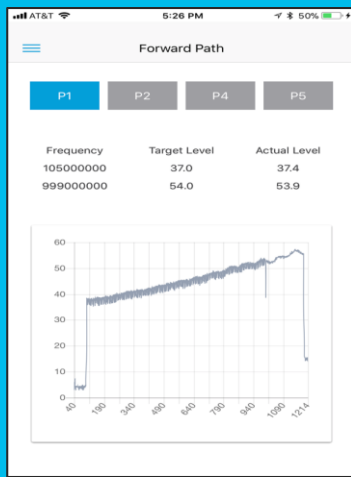 AT&T 5:26 PM 50%
Forward Path
P1 P2 P4 P5
Frequency Target Level Actual Level
105000000 37.0 37.4
999000000 54.0 53.9
60
50
40
30
20
10
0
40 190 340 490 640 790 940 1090 1214